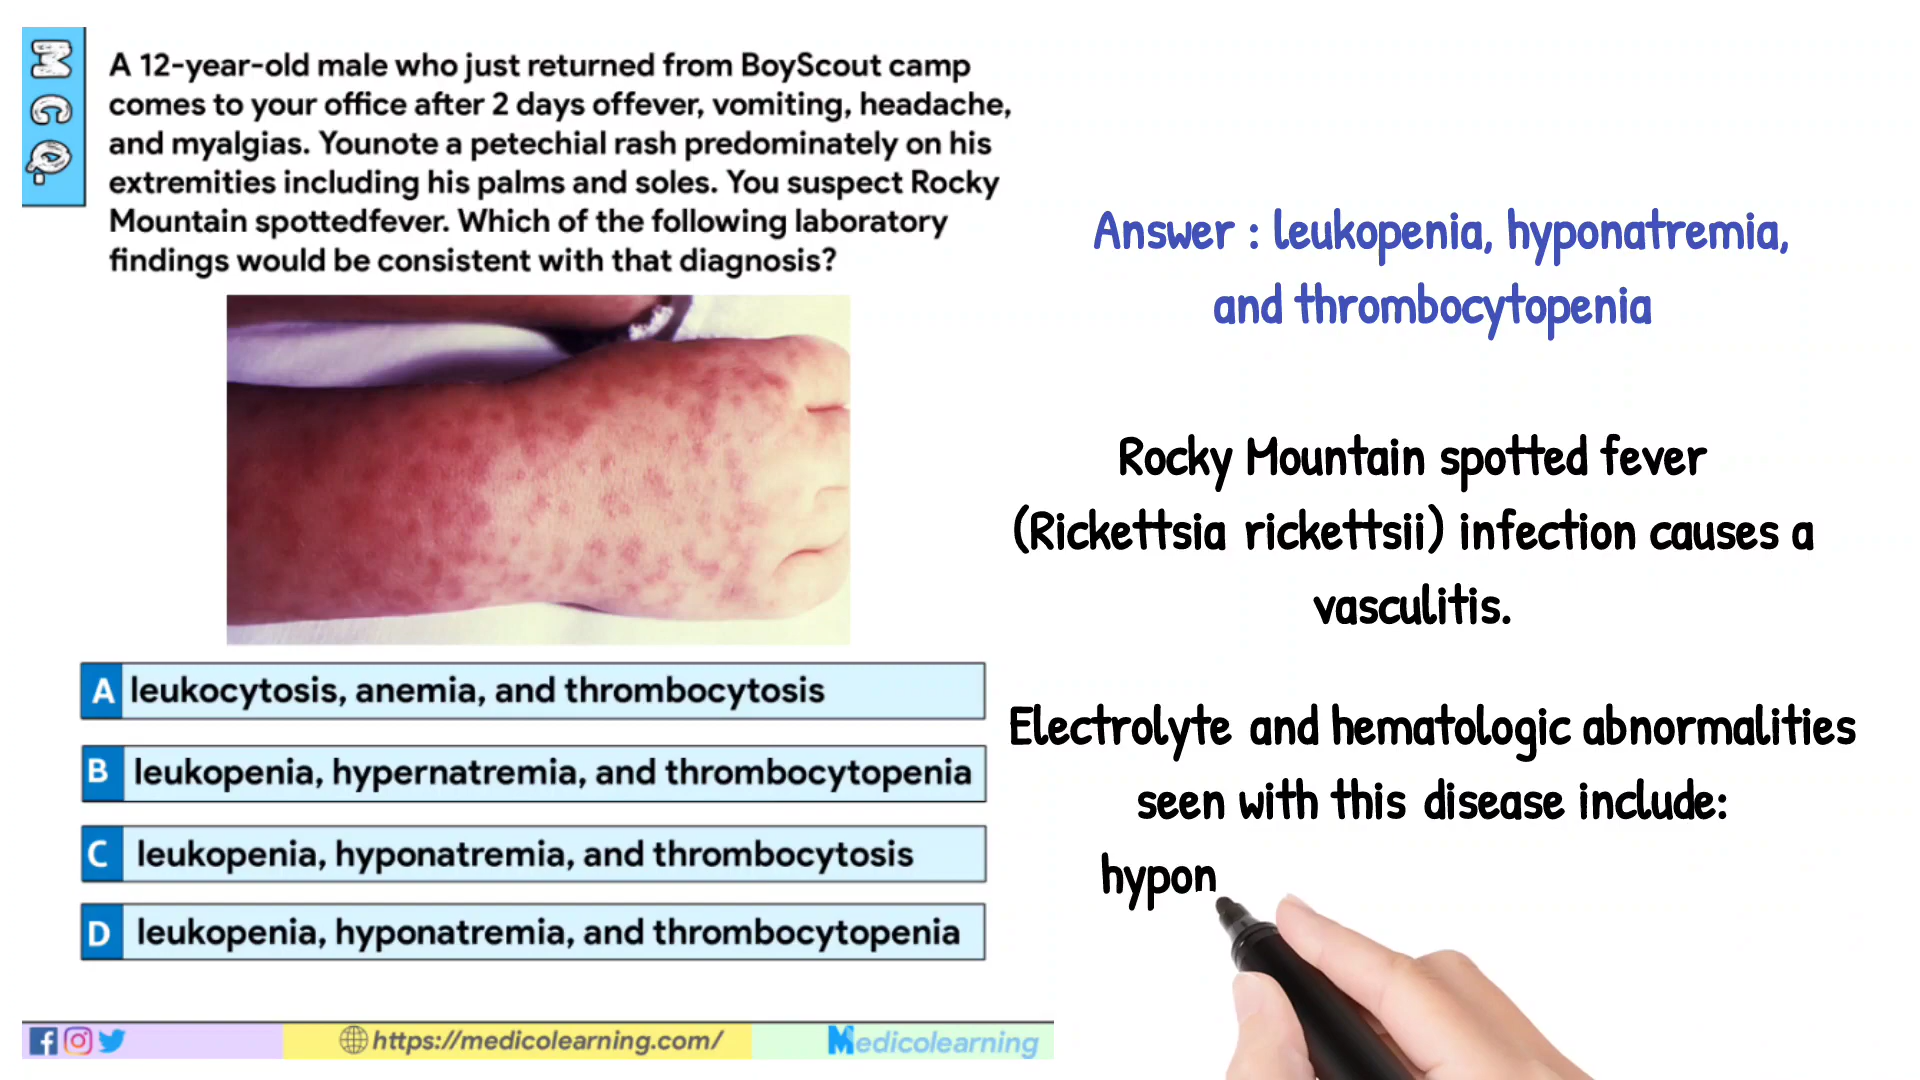 MCQ
A 12-year-old male who just returned from BoyScout camp
comes to your office after 2 days offever, vomiting, headache,
and myalgias. Younote a petechial rash predominately on his
extremities including his palms and soles. You suspect Rocky
Mountain spottedfever. Which of the following laboratory
findings would be consistent with that diagnosis?
A leukocytosis, anemia, and thrombocytosis
B leukopenia, hypernatremia, and thrombocytopenia
C leukopenia, hyponatremia, and thrombocytosis
D leukopenia, hyponatremia, and thrombocytopenia
https://medicolearning.com/
Medicolearning
Answer : leukopenia, hyponatremia,
and thrombocytopenia
Rocky Mountain spotted fever
(Rickettsia rickettsii) infection causes a
vasculitis.
Electrolyte and hematologic abnormalities
seen with this disease include:
hypon